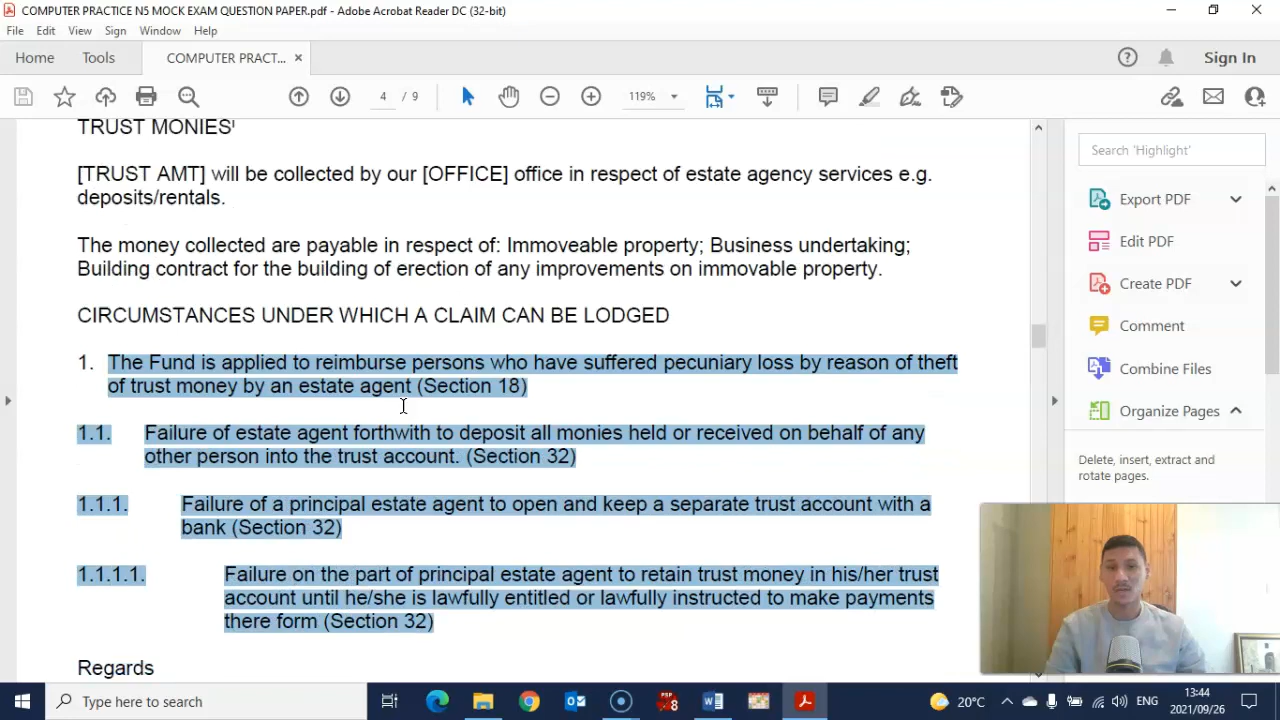 COMPUTER PRACTICE N5 MOCK EXAM QUESTION PAPER.pdf - Adobe Acrobat Reader DC (32-bit)
File Edit View Sign Window Help
Home Tools COMPUTER PRACT... ×
Sign In
4 / 9
119%
TRUST MONIES¹
[TRUST AMT] will be collected by our [OFFICE] office in respect of estate agency services e.g.
deposits/rentals.
The money collected are payable in respect of: Immoveable property; Business undertaking;
Building contract for the building of erection of any improvements on immovable property.
CIRCUMSTANCES UNDER WHICH A CLAIM CAN BE LODGED
1. The Fund is applied to reimburse persons who have suffered pecuniary loss by reason of theft
of trust money by an estate agent (Section 18)
1.1. Failure of estate agent forthwith to deposit all monies held or received on behalf of any
other person into the trust account. (Section 32)
1.1.1. Failure of a principal estate agent to open and keep a separate trust account with a
bank (Section 32)
1.1.1.1. Failure on the part of principal estate agent to retain trust money in his/her trust
account until he/she is lawfully entitled or lawfully instructed to make payments
there form (Section 32)
Regards
Search 'Highlight'
Export PDF
Edit PDF
Create PDF
Comment
Combine Files
Organize Pages
Delete, insert, extract and
rotate pages.
Type here to search
20°C
ENG
13:44
2021/09/26